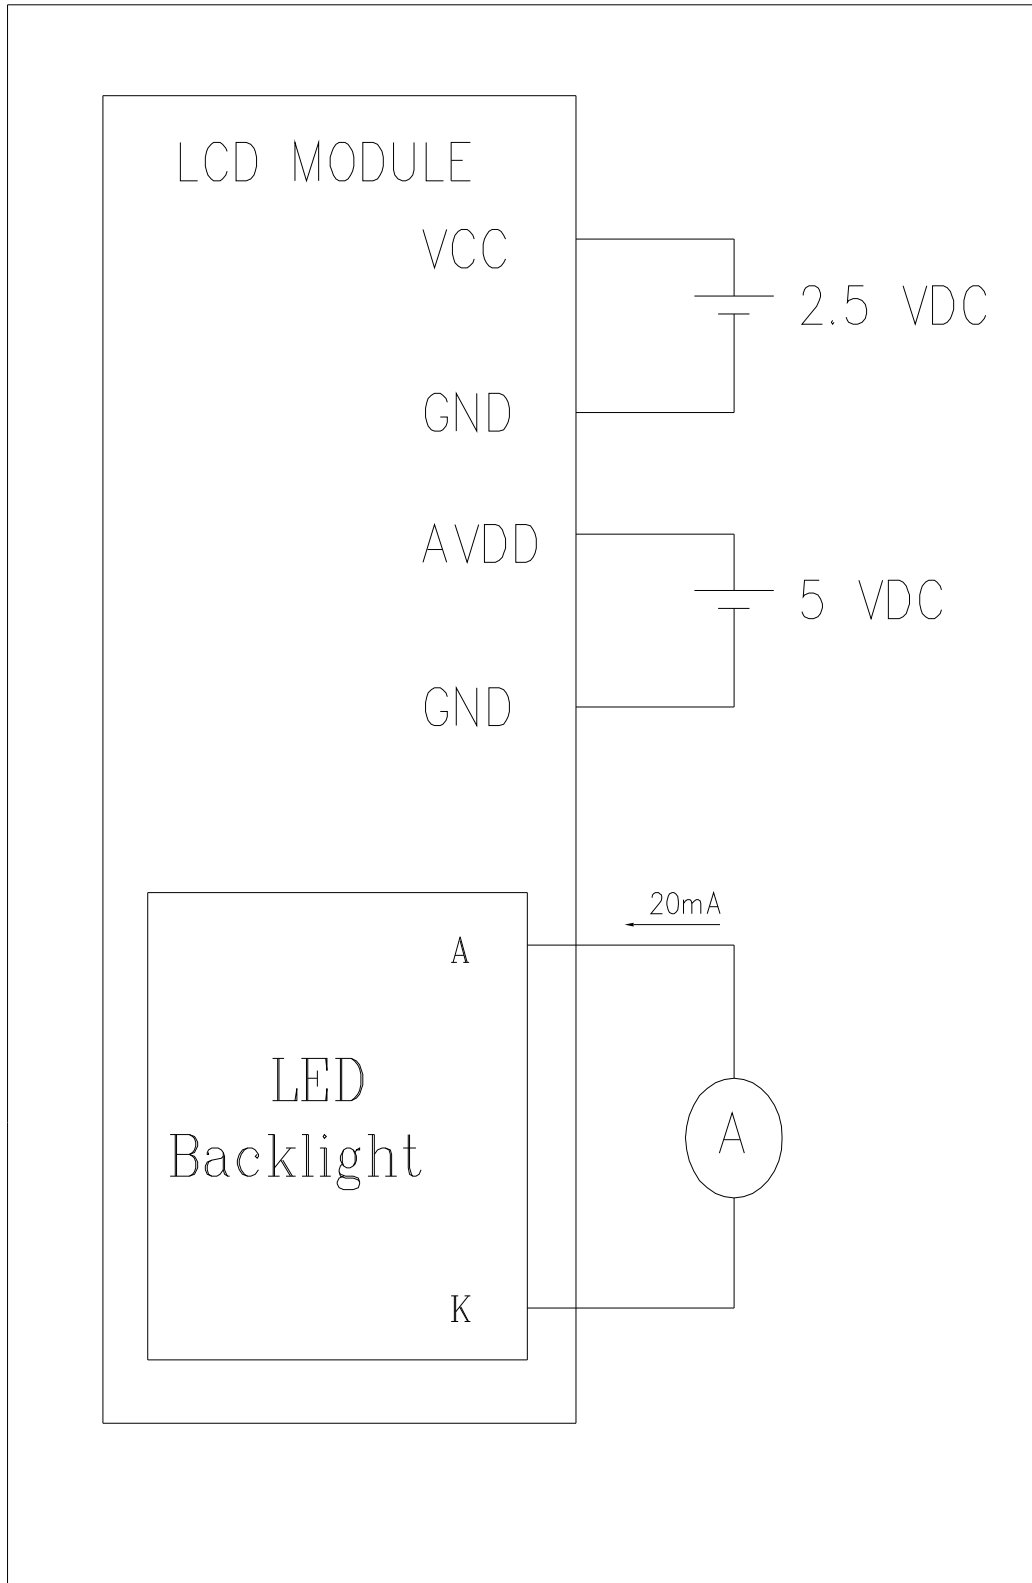 LCD MODULE
VCC
2.5 VDC
GND
AVDD
5 VDC
GND
20mA
A
LED
Backlight
A
K